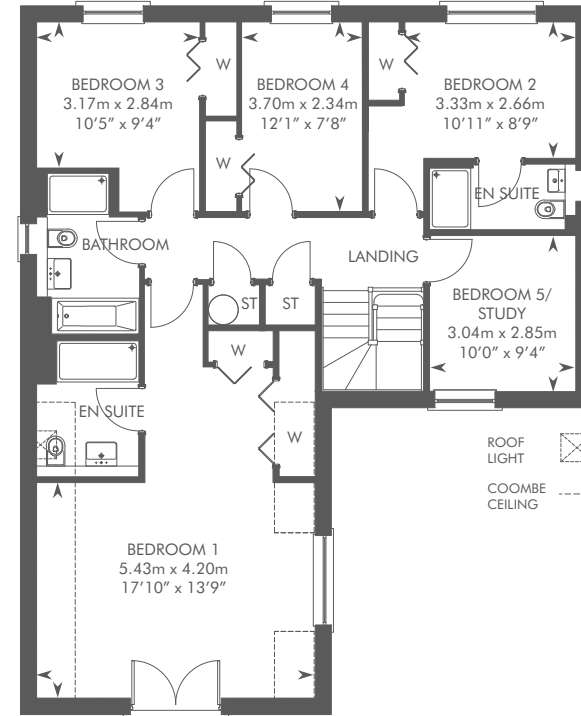 BEDROOM 3
3.17m x 2.84m
10’5” x 9’4”
W
W
BEDROOM 4
3.70m x 2.34m
12’1” x 7’8”
W
BEDROOM 2
3.33m x 2.66m
10’11” x 8’9”
EN SUITE
BATHROOM
LANDING
ST
ST
BEDROOM 5/
STUDY
3.04m x 2.85m
10’0” x 9’4”
W
EN SUITE
W
ROOF
LIGHT
COOMBE
CEILING
BEDROOM 1
5.43m x 4.20m
17’10” x 13’9”